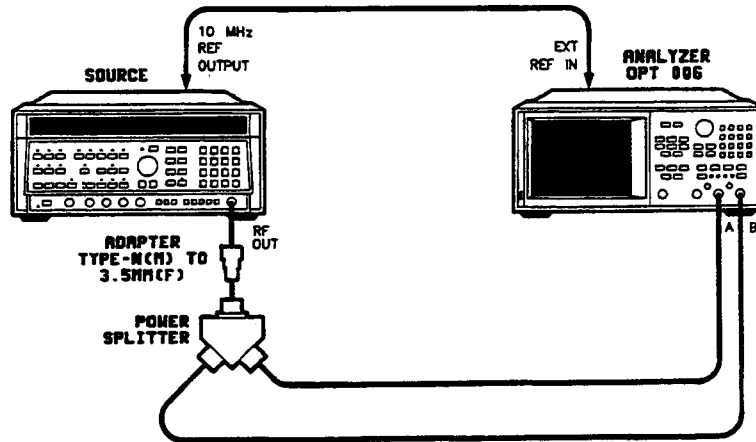 10 MHz
REF
OUTPUT
EXT
REF IN
SOURCE
ANALYZER
OPT 006
RF
OUT
A B
ADAPTER
TYPE-N(M) TO
3.5MM(F)
POWER
SPLITTER